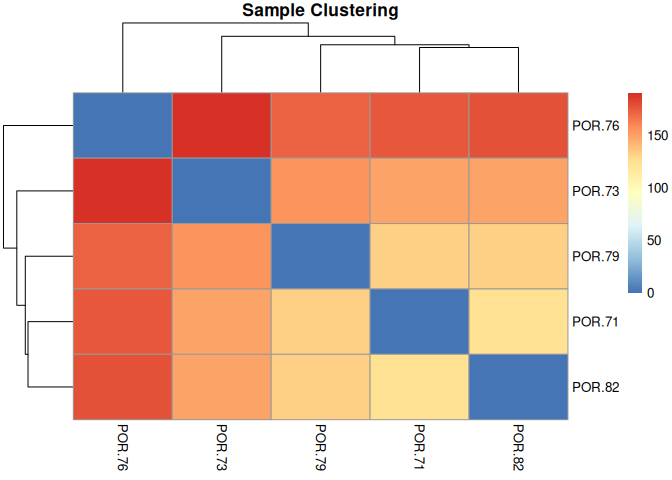 Sample Clustering
POR.76
POR.73
POR.79
POR.71
POR.82
150
100
50
0
POR.76
POR.73
POR.79
POR.71
POR.82